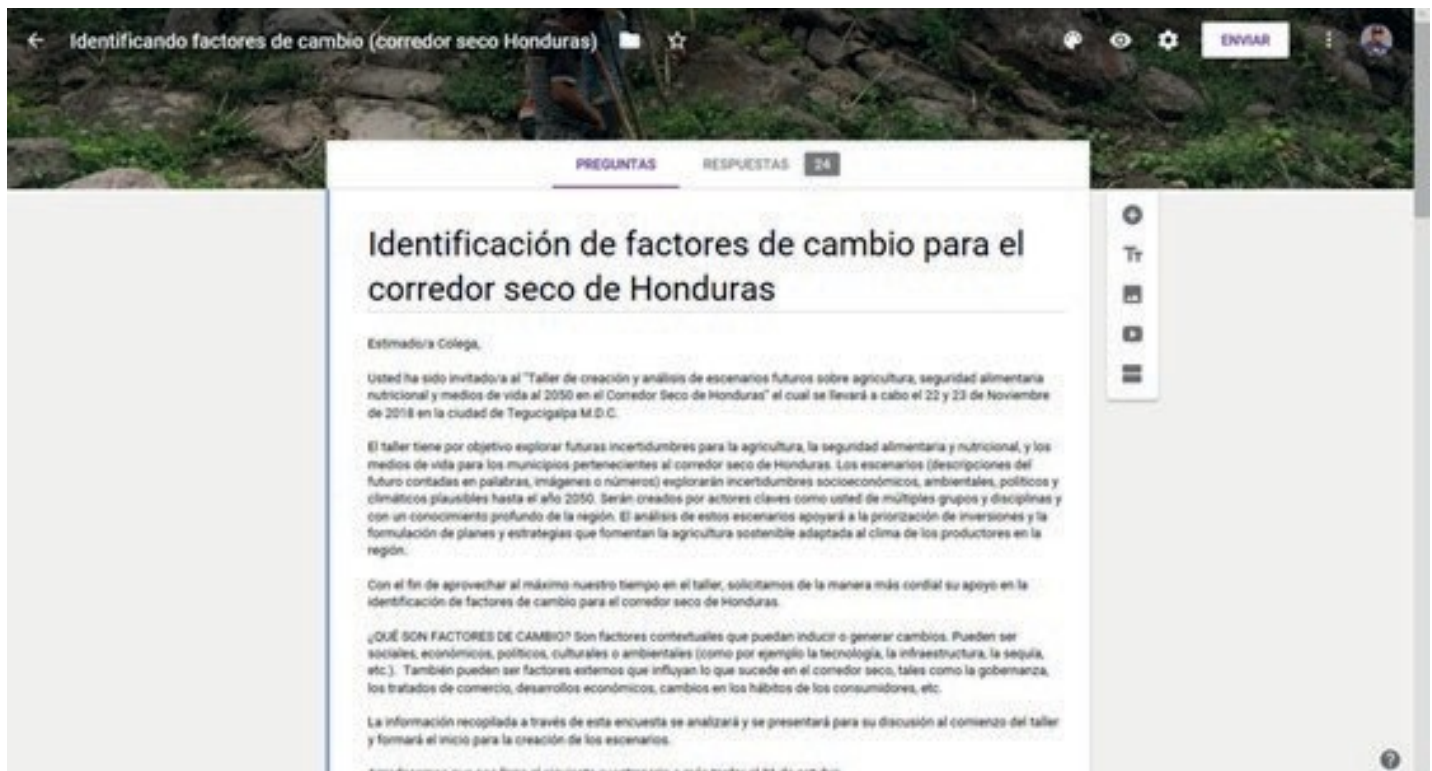 Identificando factores de cambio (corredor seco Honduras)
ENVIAR
PREGUNTAS RESPUESTAS 24
Identificación de factores de cambio para el
corredor seco de Honduras
Estimado/a Colega,
Usted ha sido invitado/a al "Taller de creación y análisis de escenarios futuros sobre agricultura, seguridad alimentaria
nutricional y medios de vida al 2050 en el Corredor Seco de Honduras" el cual se llevará a cabo el 22 y 23 de Noviembre
de 2018 en la ciudad de Tegucigalpa M.D.C.
El taller tiene por objetivo explorar futuras incertidumbres para la agricultura, la seguridad alimentaria y nutricional, y los
medios de vida para los municipios pertenecientes al corredor seco de Honduras. Los escenarios (descripciones del
futuro contadas en palabras, imágenes o números) explorarán incertidumbres socioeconómicos, ambientales, políticos y
climáticos plausibles hasta el año 2050. Serán creados por actores claves como usted de múltiples grupos y disciplinas y
con un conocimiento profundo de la región. El análisis de estos escenarios apoyará a la priorización de inversiones y la
formulación de planes y estrategias que fomentan la agricultura sostenible adaptada al clima de los productores en la
región.
Con el fin de aprovechar al máximo nuestro tiempo en el taller, solicitamos de la manera más cordial su apoyo en la
identificación de factores de cambio para el corredor seco de Honduras.
¿QUÉ SON FACTORES DE CAMBIO? Son factores contextuales que puedan inducir o generar cambios. Pueden ser
sociales, económicos, políticos, culturales o ambientales (como por ejemplo la tecnología, la infraestructura, la sequía,
etc.). También pueden ser factores externos que influyan lo que sucede en el corredor seco, tales como la gobernanza,
los tratados de comercio, desarrollos económicos, cambios en los hábitos de los consumidores, etc.
La información recopilada a través de esta encuesta se analizará y se presentará para su discusión al comienzo del taller
y formará el inicio para la creación de los escenarios.